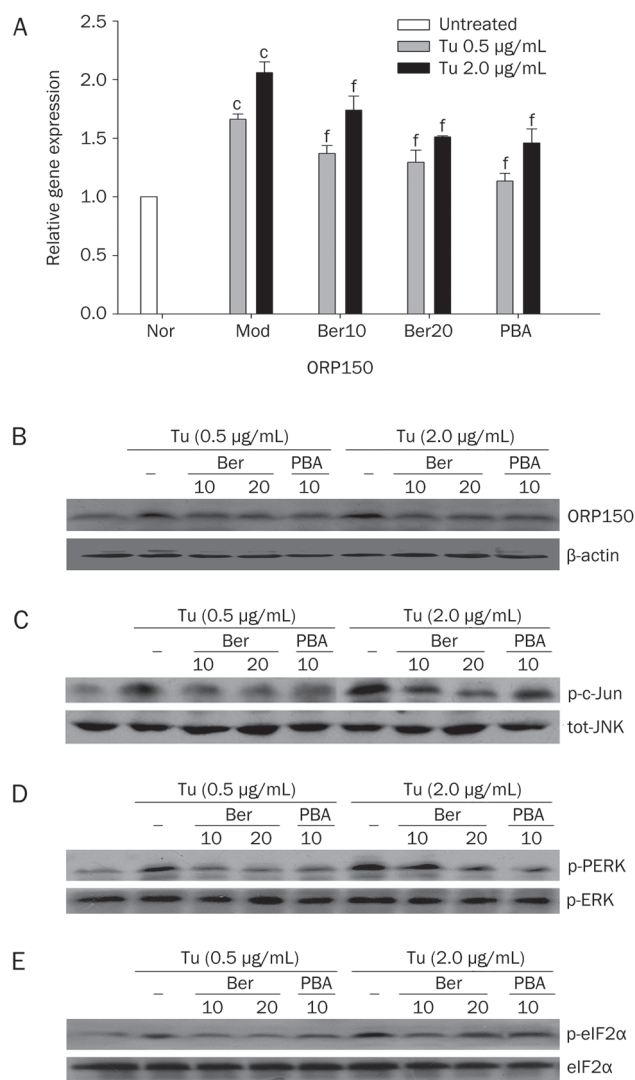 A
Relative gene expression
2.5
2.0
1.5
1.0
0.5
0.0
Untreated
Tu 0.5 µg/mL
Tu 2.0 µg/mL
c c f f f f f f
Nor Mod Ber10 Ber20 PBA
ORP150
B
Tu (0.5 µg/mL) Tu (2.0 µg/mL)
– Ber PBA – Ber PBA
10 20 10 10 20 10
ORP150
β-actin
C
Tu (0.5 µg/mL) Tu (2.0 µg/mL)
– Ber PBA – Ber PBA
10 20 10 10 20 10
p-c-Jun
tot-JNK
D
Tu (0.5 µg/mL) Tu (2.0 µg/mL)
– Ber PBA – Ber PBA
10 20 10 10 20 10
p-PERK
p-ERK
E
Tu (0.5 µg/mL) Tu (2.0 µg/mL)
– Ber PBA – Ber PBA
10 20 10 10 20 10
p-eIF2α
eIF2α